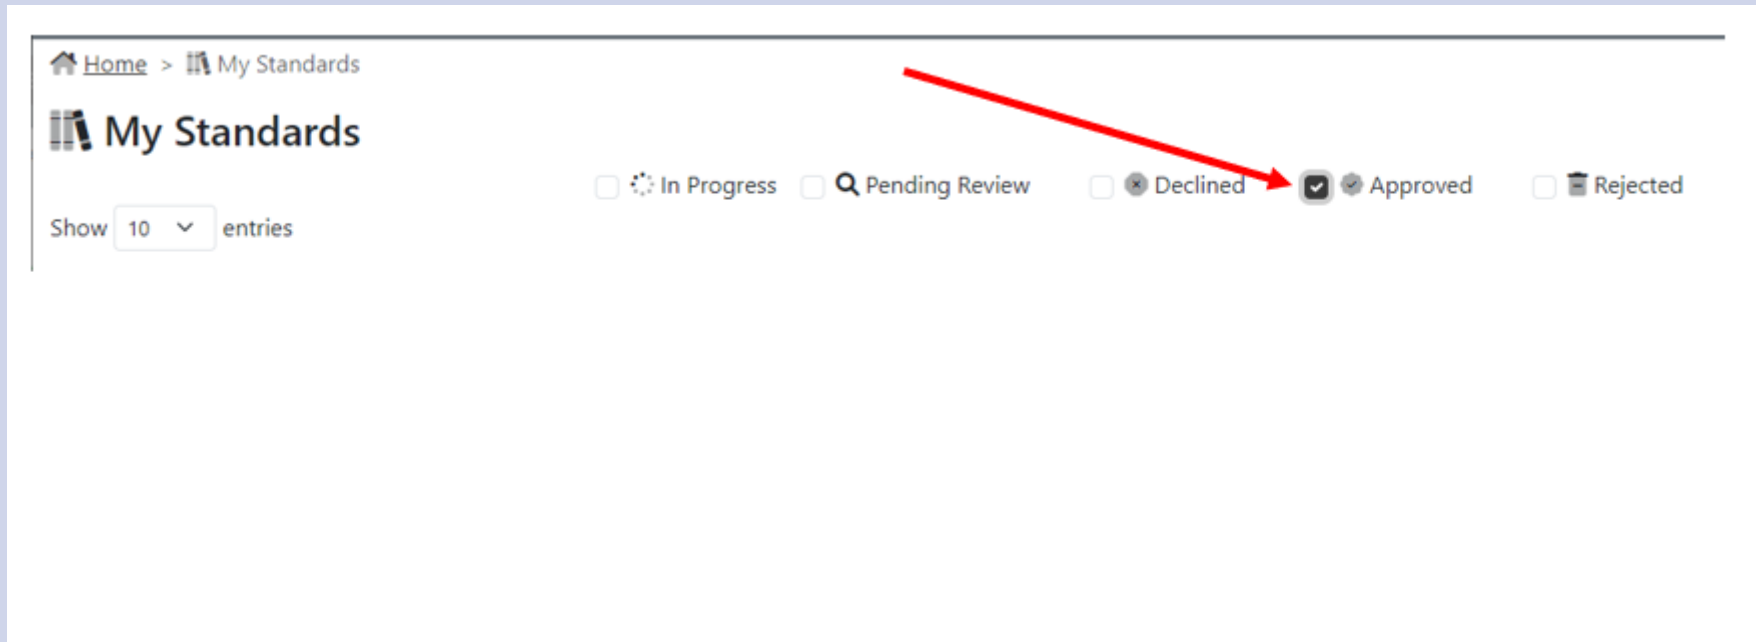 Home > My Standards
My Standards
In Progress Pending Review Declined Approved Rejected
Show 10 entries